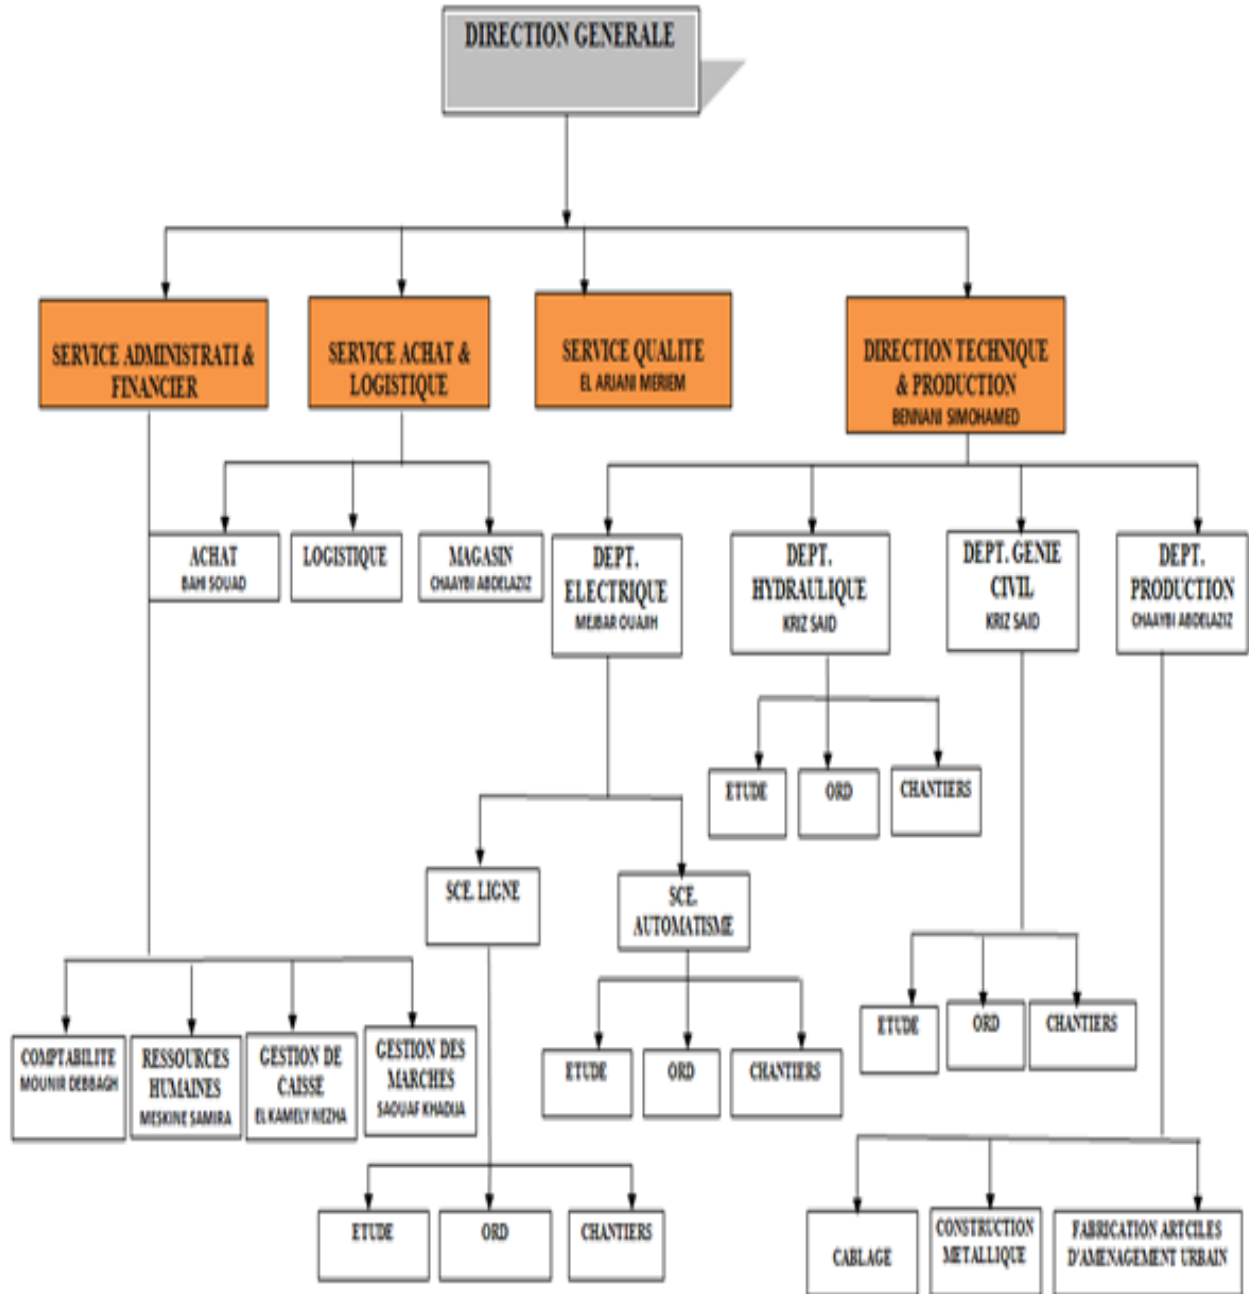 DIRECTION GENERALE
SERVICE ADMINISTRATI &
FINANCIER
SERVICE ACHAT &
LOGISTIQUE
SERVICE QUALITE
EL ARJANI MERIEM
DIRECTION TECHNIQUE
& PRODUCTION
BENNANI SIMOHAMED
ACHAT
BAHI SOUAD
LOGISTIQUE
MAGASIN
CHAAYBI ABDELAZIZ
DEPT.
ELECTRIQUE
MEJBAR OUAJIH
DEPT.
HYDRAULIQUE
KRIZ SAID
DEPT. GENIE
CIVIL
KRIZ SAID
DEPT.
PRODUCTION
CHAAYBI ABDELAZIZ
ETUDE
ORD
CHANTIERS
SCE. LIGNE
SCE.
AUTOMATISME
ETUDE
ORD
CHANTIERS
ETUDE
ORD
CHANTIERS
COMPTABILITE
MOUNIR DEBBAGH
RESSOURCES
HUMAINES
MESKINE SAMIRA
GESTION DE
CAISSE
EL KAMELY NEZHA
GESTION DES
MARCHES
SAOUAF KHADIJA
ETUDE
ORD
CHANTIERS
CABLAGE
CONSTRUCTION
METALLIQUE
FABRICATION ARTCILES
D'AMENAGEMENT URBAIN